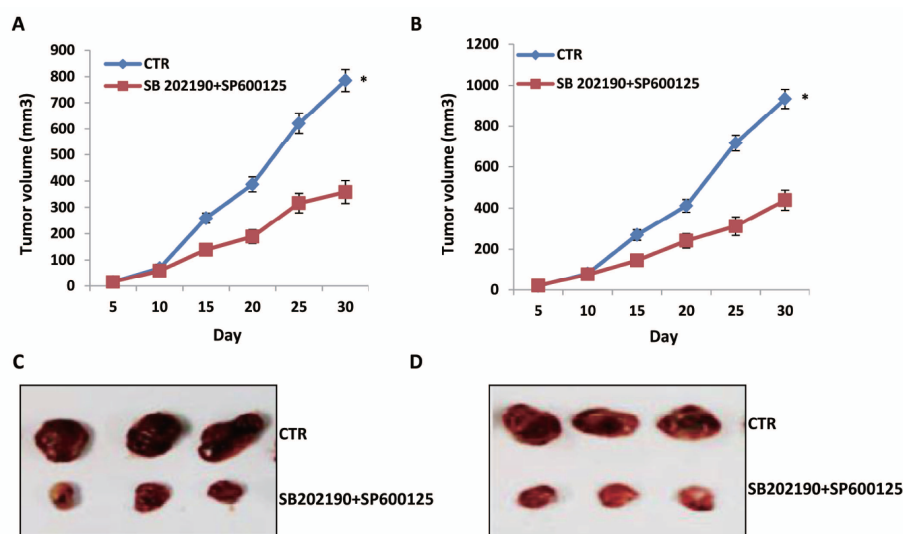 A
900
800
700
600
500
400
300
200
100
0
Tumor volume (mm3)
CTR
SB 202190+SP600125
*
5 10 15 20 25 30
Day
B
1200
1000
800
600
400
200
0
Tumor volume (mm3)
CTR
SB 202190+SP600125
*
5 10 15 20 25 30
Day
C
CTR
SB202190+SP600125
D
CTR
SB202190+SP600125